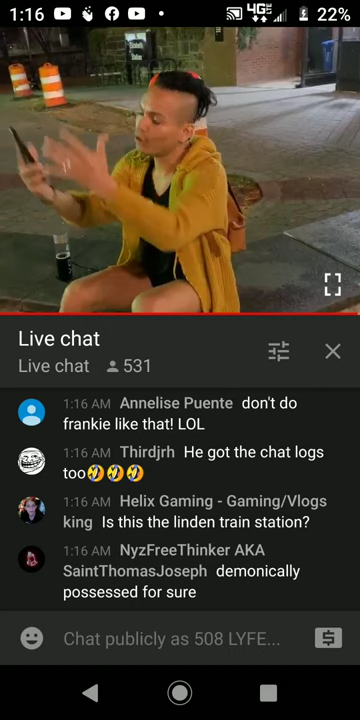 1:16 4G 22%
Live chat
Live chat 531
1:16 AM Annelise Puente don't do
frankie like that! LOL
1:16 AM Thirdjrh He got the chat logs
too🤣🤣🤣
1:16 AM Helix Gaming - Gaming/Vlogs
king Is this the linden train station?
1:16 AM NyzFreeThinker AKA
SaintThomasJoseph demonically
possessed for sure
Chat publicly as 508 LYFE...